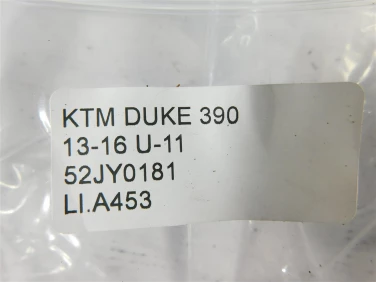 KTM DUKE 390
13-16 U-11
52JY0181
LI.A453